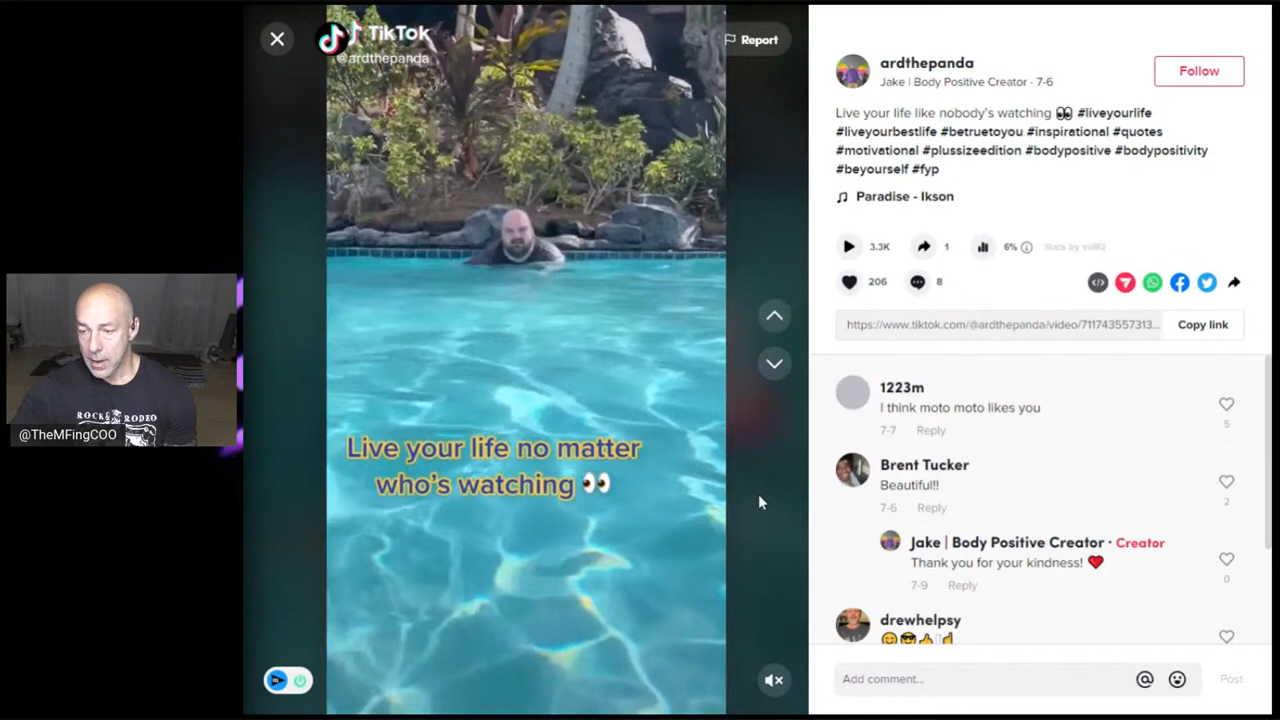 TikTok
@ardthepanda
Report
Live your life no matter
who's watching 👀
ROCK RODEO
@TheMFingCOO
ardthepanda
Jake | Body Positive Creator · 7-6
Follow
Live your life like nobody's watching 👀 #liveyourlife
#liveyourbestlife #betruetoyou #inspirational #quotes
#motivational #plussizeedition #bodypositive #bodypositivity
#beyourself #fyp
Paradise - Ikson
3.3K 1 6% Stats by vidIQ
206 8
https://www.tiktok.com/@ardthepanda/video/711743557313... Copy link
1223m
I think moto moto likes you
7-7 Reply 5
Brent Tucker
Beautiful!!
7-6 Reply 2
Jake | Body Positive Creator · Creator
Thank you for your kindness! ❤️
7-9 Reply 0
drewhelpsy
Add comment... Post